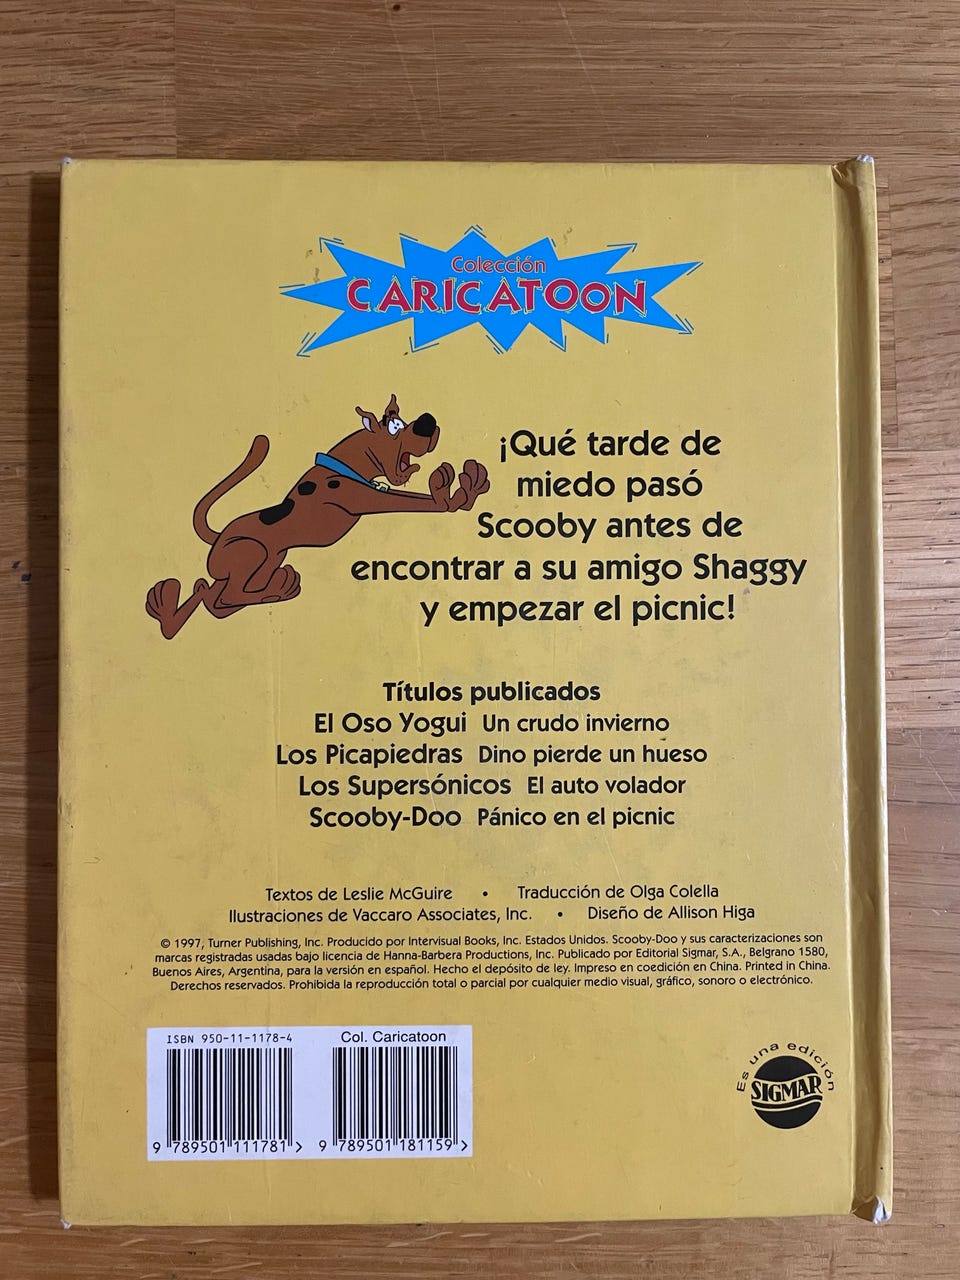 Colección
CARICATOON
¡Qué tarde de
miedo pasó
Scooby antes de
encontrar a su amigo Shaggy
y empezar el picnic!
Títulos publicados
El Oso Yogui Un crudo invierno
Los Picapiedras Dino pierde un hueso
Los Supersónicos El auto volador
Scooby-Doo Pánico en el picnic
Textos de Leslie McGuire • Traducción de Olga Colella
Ilustraciones de Vaccaro Associates, Inc. • Diseño de Allison Higa
© 1997, Turner Publishing, Inc. Producido por Intervisual Books, Inc. Estados Unidos. Scooby-Doo y sus caracterizaciones son
marcas registradas usadas bajo licencia de Hanna-Barbera Productions, Inc. Publicado por Editorial Sigmar, S.A., Belgrano 1580,
Buenos Aires, Argentina, para la versión en español. Hecho el depósito de ley. Impreso en coedición en China. Printed in China.
Derechos reservados. Prohibida la reproducción total o parcial por cualquier medio visual, gráfico, sonoro o electrónico.
ISBN 950-11-1178-4
9 789501 111781 >
Col. Caricatoon
9 789501 181159 >
Es una edición
SIGMAR